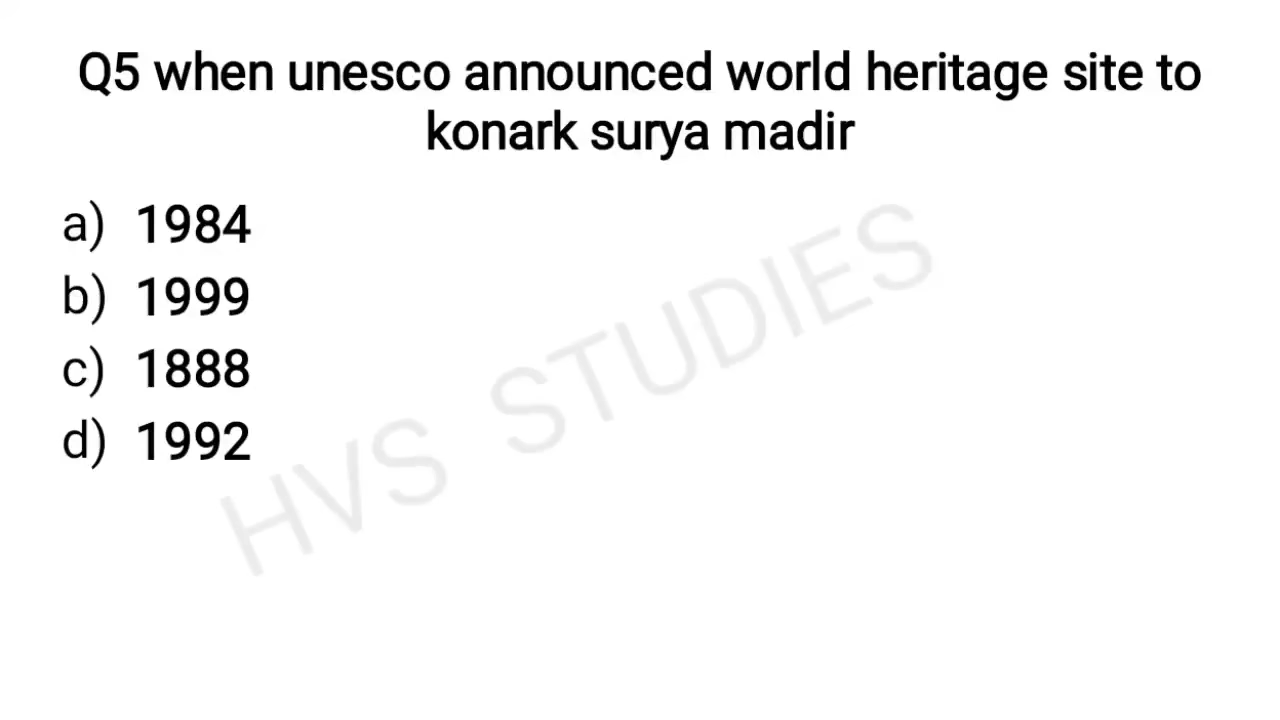 Q5 when unesco announced world heritage site to
konark surya madir
a) 1984
b) 1999
c) 1888
d) 1992
HVS STUDIES